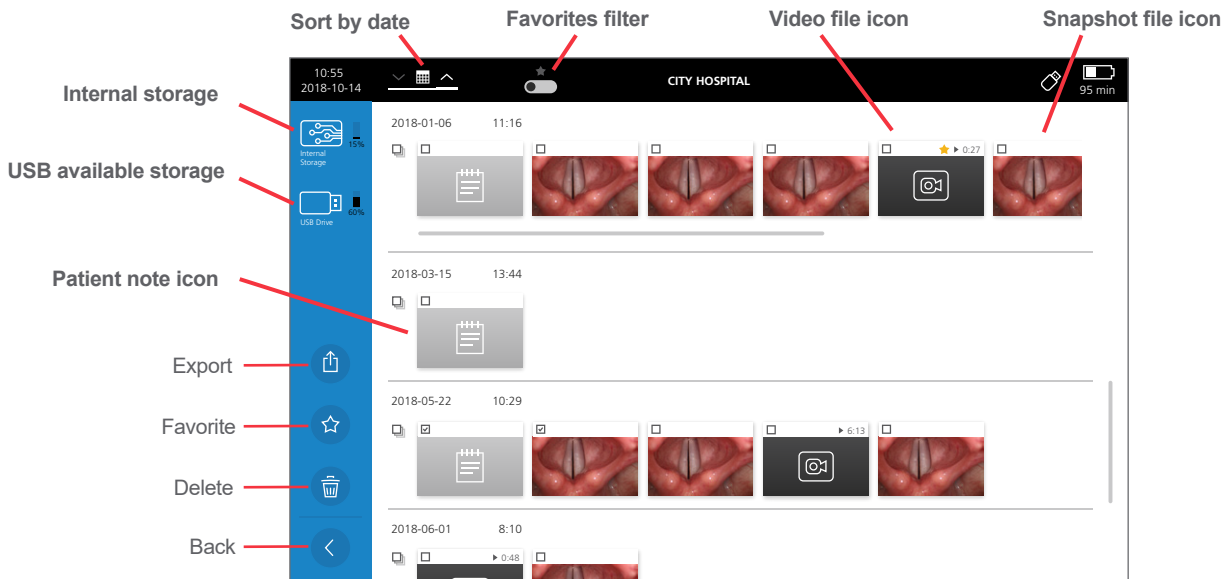 Sort by date
Favorites filter
Video file icon
Snapshot file icon
10:55
2018-10-14
CITY HOSPITAL
95 min
Internal storage
Internal
Storage
15%
USB available storage
USB Drive
60%
2018-01-06 11:16
0:27
Patient note icon
2018-03-15 13:44
Export
Favorite
2018-05-22 10:29
6:13
Delete
Back
2018-06-01 8:10
0:48